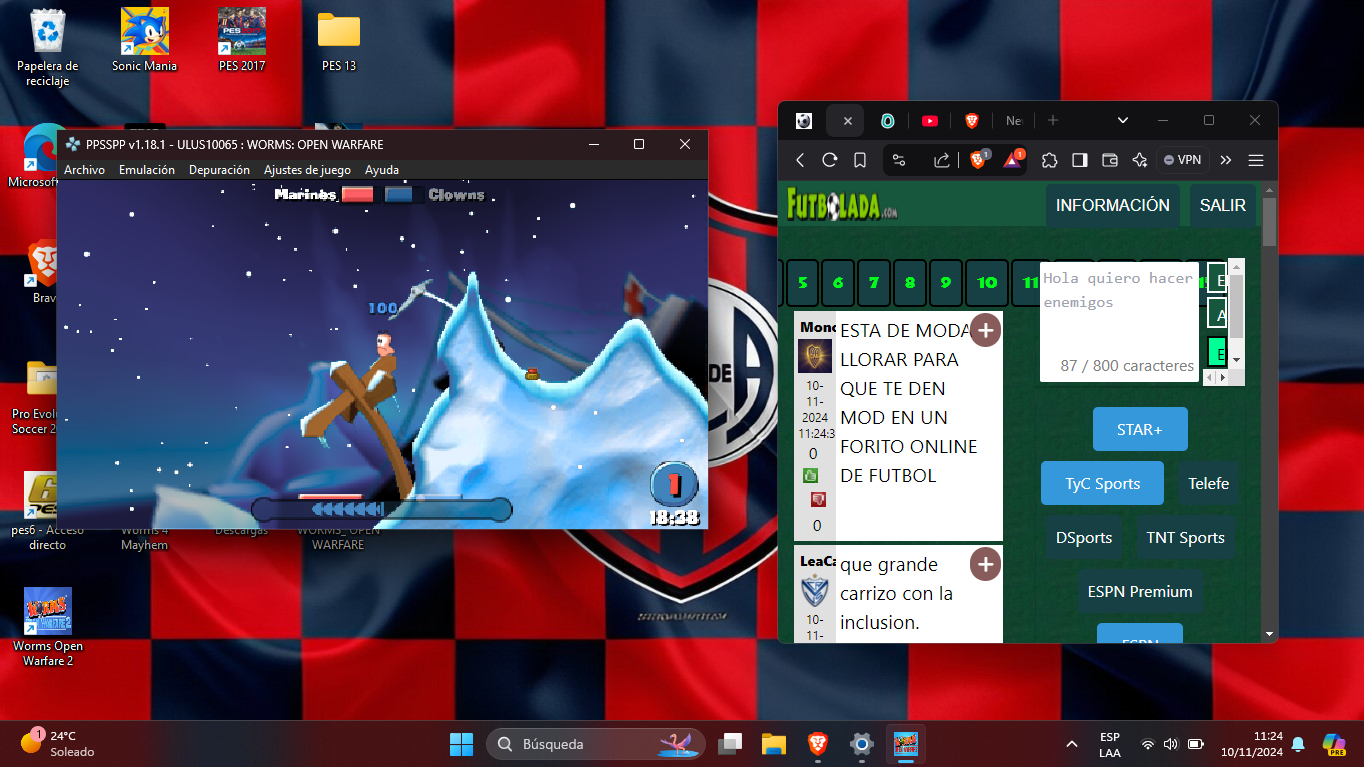 Papelera de
reciclaje
Sonic Mania
PES 2017
PES 13
Microsof
Brav
Pro Evolu
Soccer 2
pes6 - Acceso
directo
Worms 4
Mayhem
Descargas
WORMS_ OPEN
WARFARE
Worms Open
Warfare 2
PPSSPP v1.18.1 - ULUS10065 : WORMS: OPEN WARFARE
Archivo Emulación Depuración Ajustes de juego Ayuda
Marines Clowns
100
1
18:38
Ne
1 1 VPN
FUTBOLADA.COM
INFORMACIÓN SALIR
5 6 7 8 9 10 11
Hola quiero hacer
enemigos
87 / 800 caracteres
E
A
E
Mono
10-
11-
2024
11:24:3
0
0
ESTA DE MODA
LLORAR PARA
QUE TE DEN
MOD EN UN
FORITO ONLINE
DE FUTBOL
LeaCa
10-
11-
que grande
carrizo con la
inclusion.
STAR+
TyC Sports Telefe
DSports TNT Sports
ESPN Premium
ESPN
1
24°C
Soleado
Búsqueda
ESP
LAA
11:24
10/11/2024
PRE